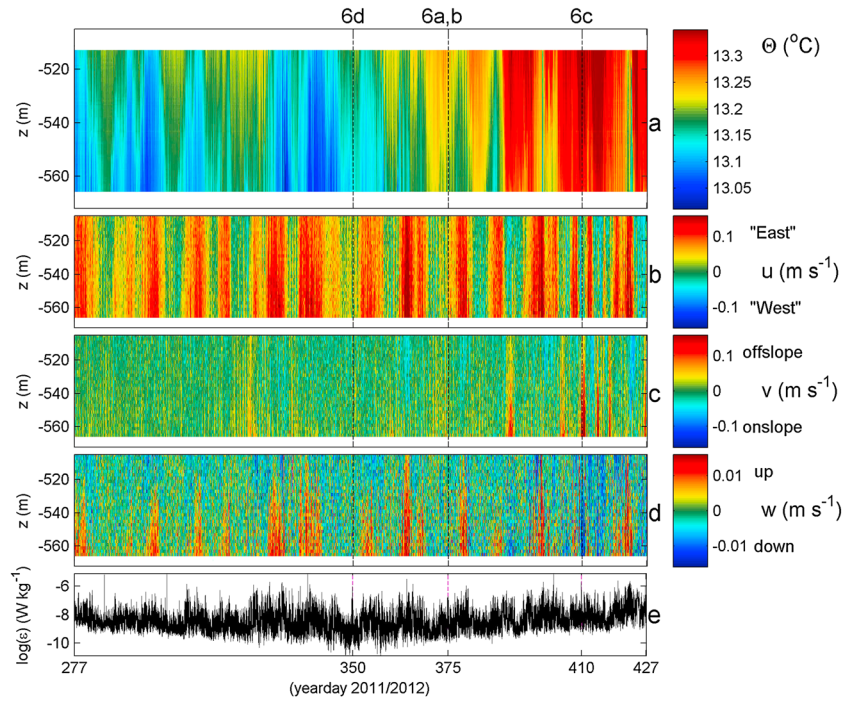 6d 6a,b 6c
-520
-540
-560
z (m)
a
13.3
13.25
13.2
13.15
13.1
13.05
Θ (°C)
-520
-540
-560
z (m)
b
0.1
0
-0.1
"East"
u (m s⁻¹)
"West"
-520
-540
-560
z (m)
c
0.1
0
-0.1
offslope
v (m s⁻¹)
onslope
-520
-540
-560
z (m)
d
0.01
0
-0.01
up
w (m s⁻¹)
down
-6
-8
-10
log(ε) (W kg⁻¹)
e
277 350 375 410 427
(yearday 2011/2012)